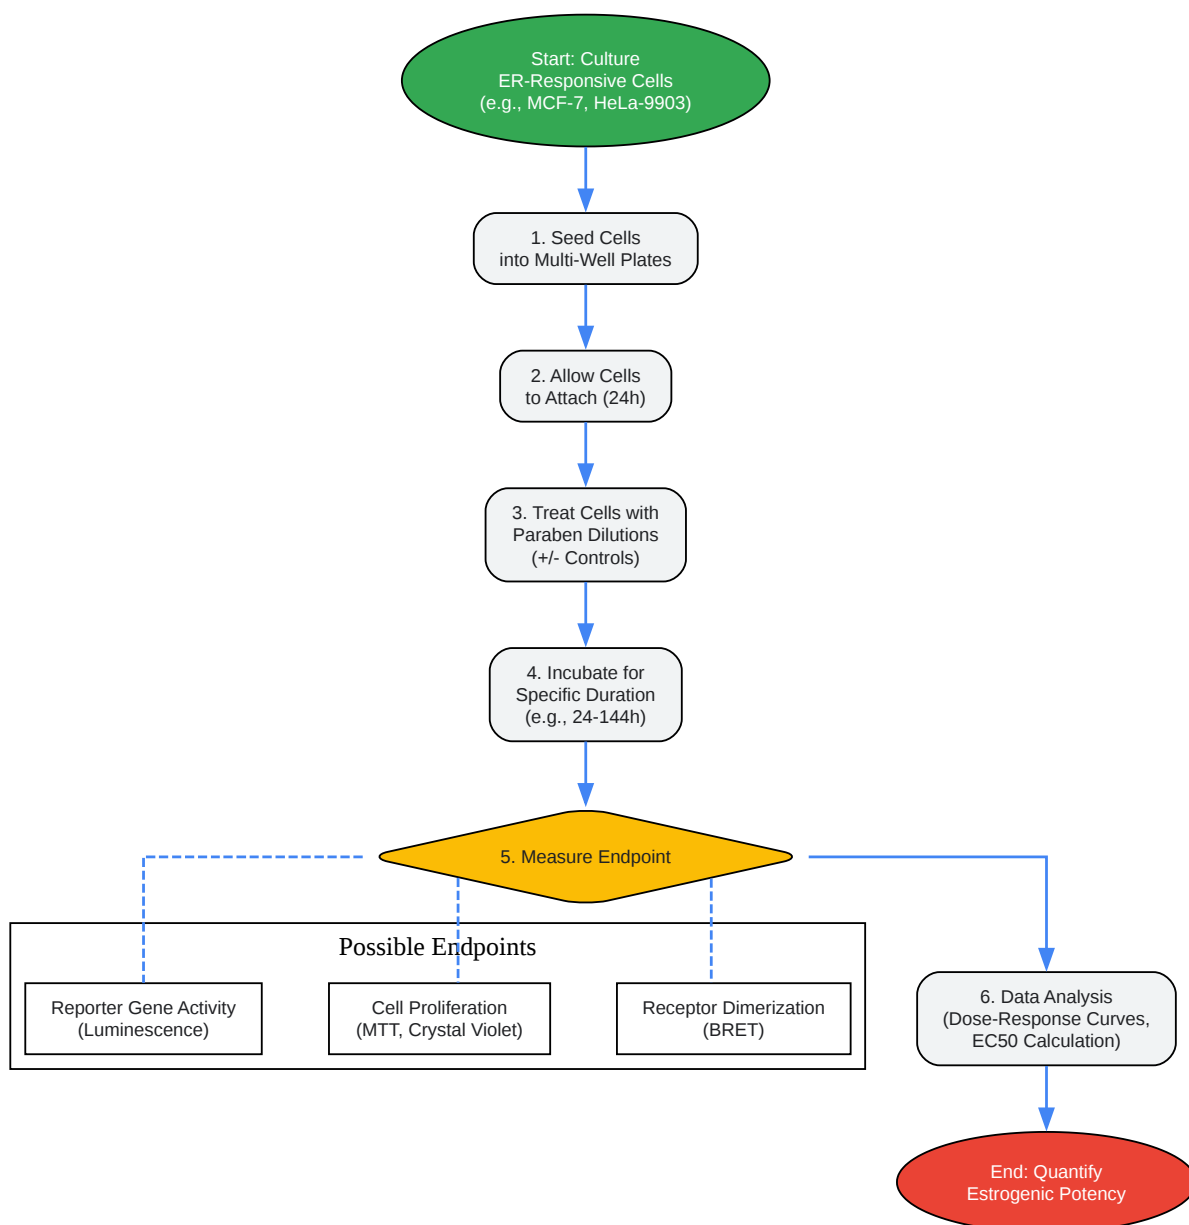 Start: Culture
ER-Responsive Cells
(e.g., MCF-7, HeLa-9903)
1. Seed Cells
into Multi-Well Plates
2. Allow Cells
to Attach (24h)
3. Treat Cells with
Paraben Dilutions
(+/- Controls)
4. Incubate for
Specific Duration
(e.g., 24-144h)
5. Measure Endpoint
Possible Endpoints
Reporter Gene Activity
(Luminescence)
Cell Proliferation
(MTT, Crystal Violet)
Receptor Dimerization
(BRET)
6. Data Analysis
(Dose-Response Curves,
EC50 Calculation)
End: Quantify
Estrogenic Potency